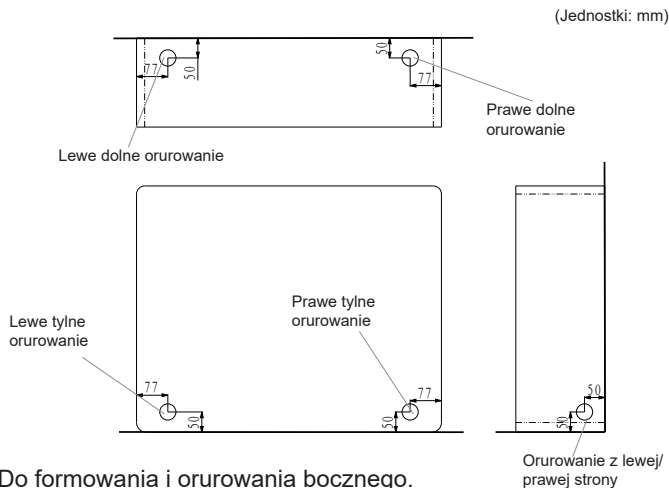 (Jednostki: mm)
77
50
50
77
Prawe dolne
orurowanie
Lewe dolne orurowanie
Lewe tylne
orurowanie
Prawe tylne
orurowanie
77
50
77
50
50
50
Orurowanie z lewej/
prawej strony
Do formowania i orurowania bocznego.